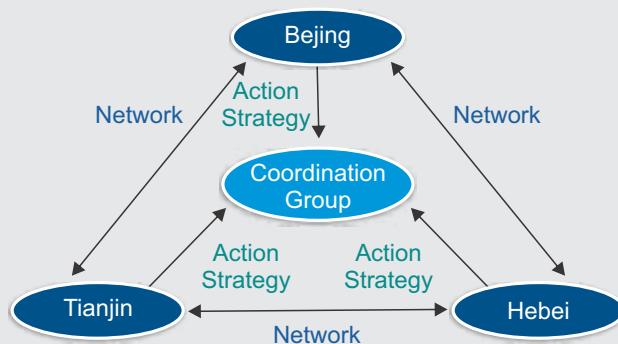 Bejing
Action
Strategy
Network
Network
Coordination
Group
Action
Strategy
Action
Strategy
Tianjin
Hebei
Network